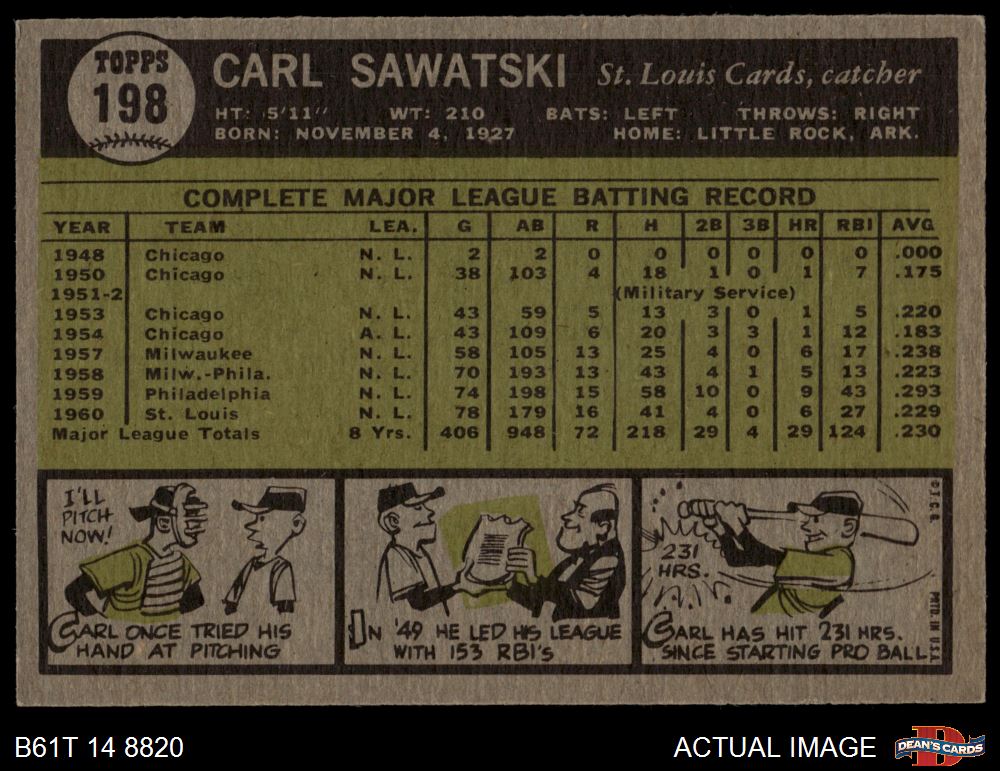 TOPPS
198
CARL SAWATSKI St. Louis Cards, catcher
HT: 5'11" WT: 210 BATS: LEFT THROWS: RIGHT
BORN: NOVEMBER 4, 1927 HOME: LITTLE ROCK, ARK.
COMPLETE MAJOR LEAGUE BATTING RECORD
YEAR TEAM LEA. G AB R H 2B 3B HR RBI AVG.
1948 Chicago N. L. 2 2 0 0 0 0 0 0 .000
1950 Chicago N. L. 38 103 4 18 1 0 1 7 .175
1951-2 (Military Service)
1953 Chicago N. L. 43 59 5 13 3 0 1 5 .220
1954 Chicago A. L. 43 109 6 20 3 3 1 12 .183
1957 Milwaukee N. L. 58 105 13 25 4 0 6 17 .238
1958 Milw.-Phila. N. L. 70 193 13 43 4 1 5 13 .223
1959 Philadelphia N. L. 74 198 15 58 10 0 9 43 .293
1960 St. Louis N. L. 78 179 16 41 4 0 6 27 .229
Major League Totals 8 Yrs. 406 948 72 218 29 4 29 124 .230
I'LL
PITCH
NOW!
CARL ONCE TRIED HIS
HAND AT PITCHING
IN '49 HE LED HIS LEAGUE
WITH 153 RBI'S
231
HRS.
CARL HAS HIT 231 HRS.
SINCE STARTING PRO BALL
© T. C. G.
PRTD. IN U.S.A.
B61T 14 8820
ACTUAL IMAGE
DEAN'S CARDS